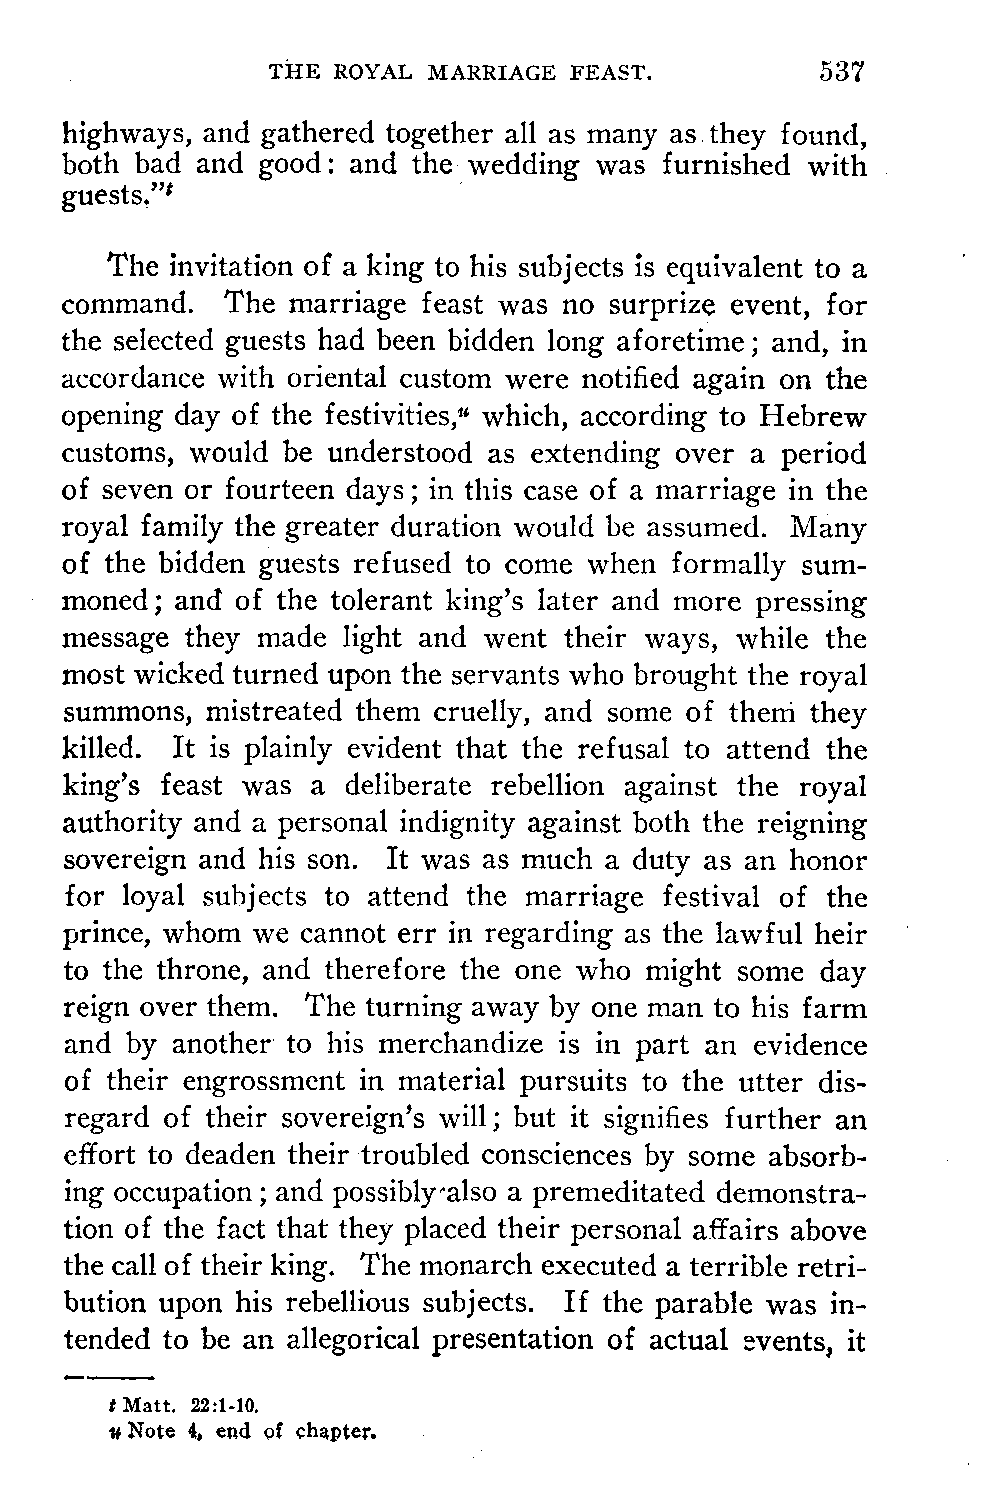 THE ROYAL MARRIAGE FEAST. 537
highways, and gathered together all as many as they found,
both bad and good: and the wedding was furnished with
guests."t
The invitation of a king to his subjects is equivalent to a
command. The marriage feast was no surprize event, for
the selected guests had been bidden long aforetime; and, in
accordance with oriental custom were notified again on the
opening day of the festivities,u which, according to Hebrew
customs, would be understood as extending over a period
of seven or fourteen days; in this case of a marriage in the
royal family the greater duration would be assumed. Many
of the bidden guests refused to come when formally sum-
moned; and of the tolerant king's later and more pressing
message they made light and went their ways, while the
most wicked turned upon the servants who brought the royal
summons, mistreated them cruelly, and some of them they
killed. It is plainly evident that the refusal to attend the
king's feast was a deliberate rebellion against the royal
authority and a personal indignity against both the reigning
sovereign and his son. It was as much a duty as an honor
for loyal subjects to attend the marriage festival of the
prince, whom we cannot err in regarding as the lawful heir
to the throne, and therefore the one who might some day
reign over them. The turning away by one man to his farm
and by another to his merchandize is in part an evidence
of their engrossment in material pursuits to the utter dis-
regard of their sovereign's will; but it signifies further an
effort to deaden their troubled consciences by some absorb-
ing occupation; and possibly also a premeditated demonstra-
tion of the fact that they placed their personal affairs above
the call of their king. The monarch executed a terrible retri-
bution upon his rebellious subjects. If the parable was in-
tended to be an allegorical presentation of actual events, it
t Matt. 22:1-10.
u Note 4, end of chapter.